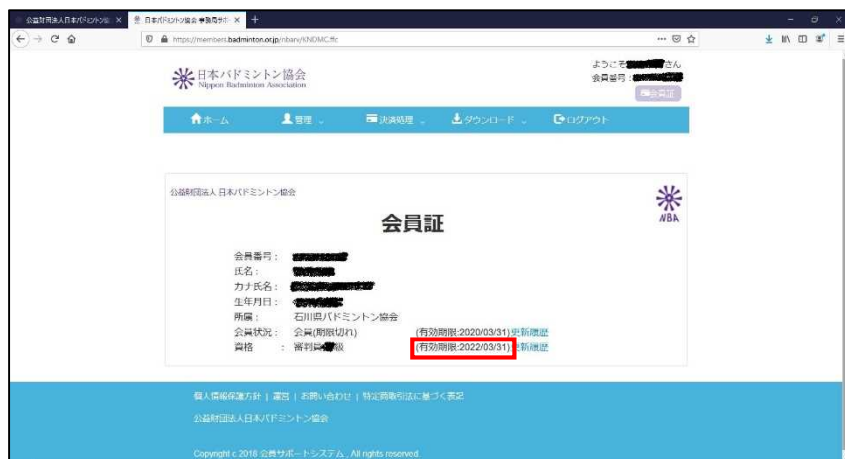 公益財団法人日本バドミントン協
日本バドミントン協会 事務局サポ
https://members.badminton.or.jp/nbarv/KNDMC.ffc
日本バドミントン協会
Nippon Badminton Association
ようこそ さん
会員番号:
会員証
ホーム 管理 決済処理 ダウンロード ログアウト
公益財団法人 日本バドミントン協会
NBA
会員証
会員番号:
氏名:
カナ氏名:
生年月日:
所属: 石川県バドミントン協会
会員状況: 会員(期限切れ) (有効期限:2020/03/31) 更新履歴
資格 : 審判員 級 (有効期限:2022/03/31) 更新履歴
個人情報保護方針 | 運営 | お問い合わせ | 特定商取引法に基づく表記
公益財団法人日本バドミントン協会
Copyright c 2018 会員サポートシステム , All rights reserved.